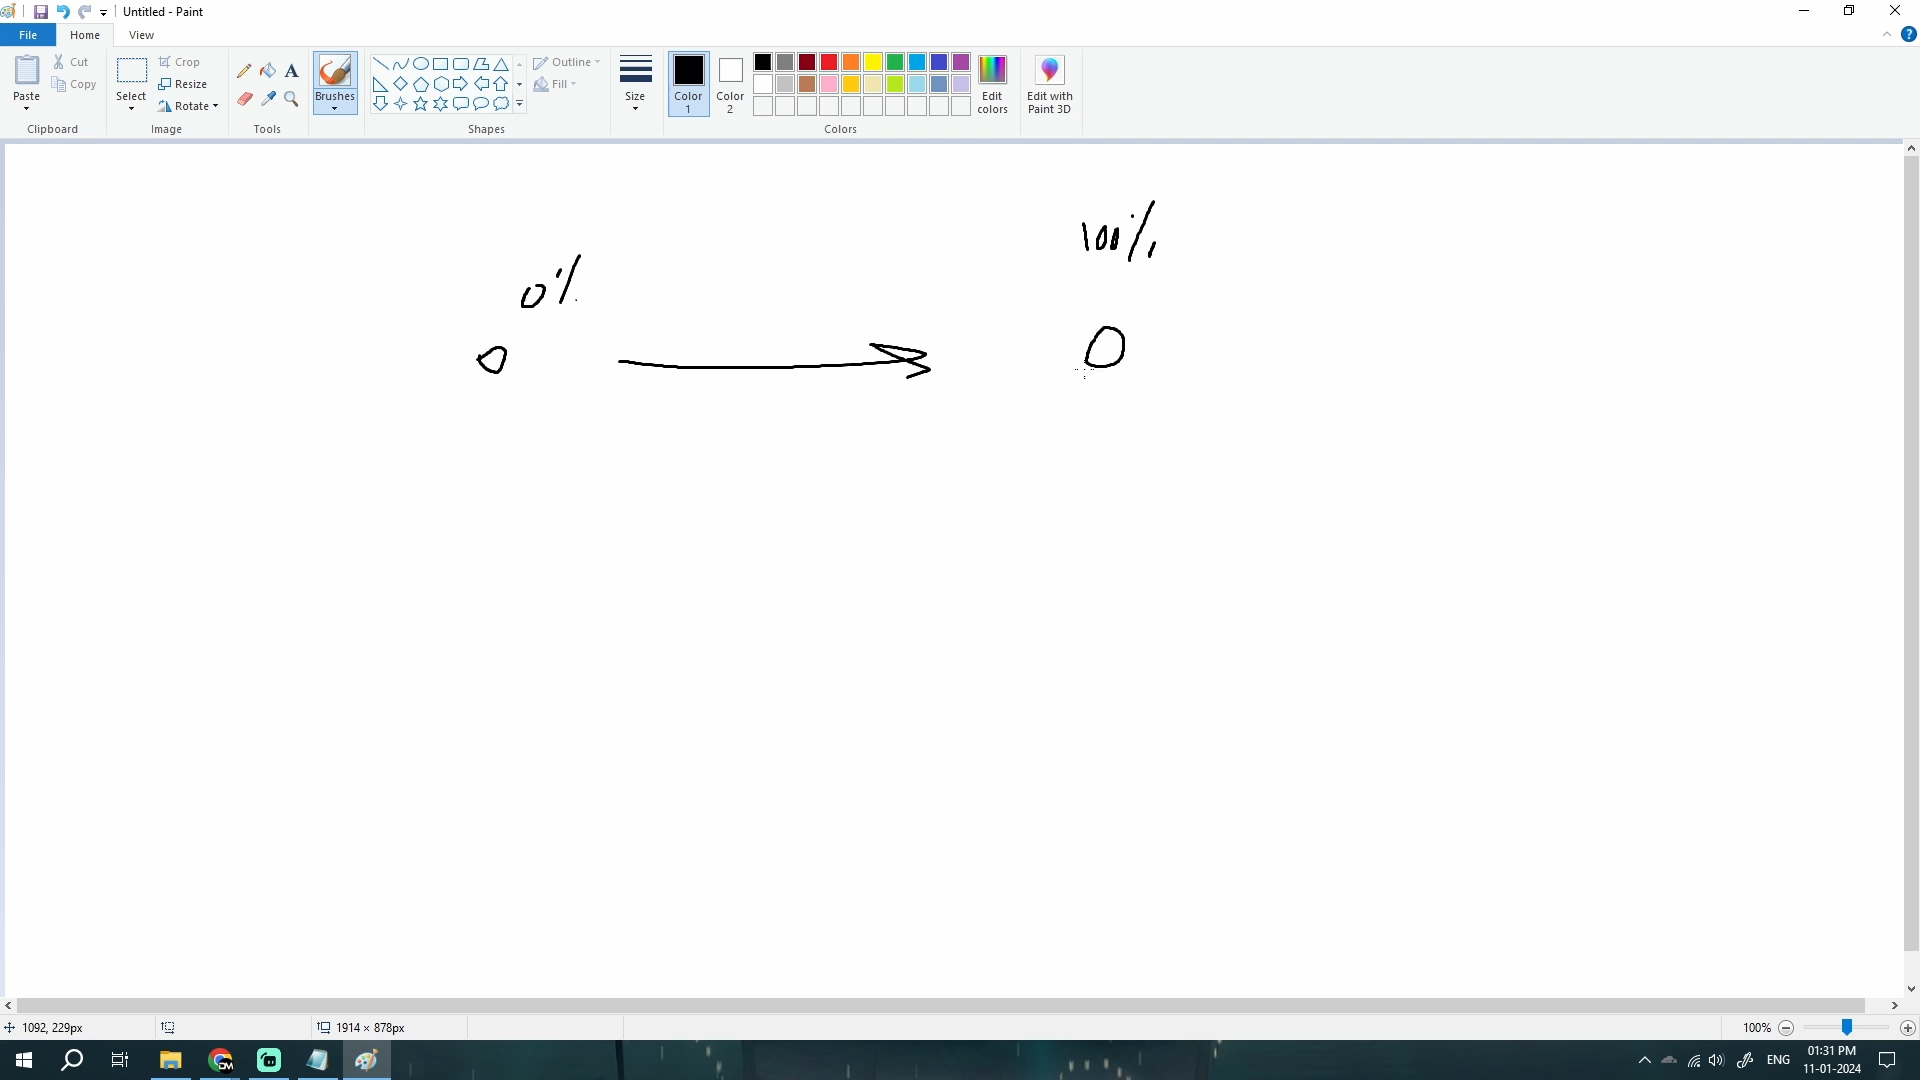 Untitled - Paint
File Home View
Paste
Cut
Copy
Clipboard
Select
Crop
Resize
Rotate
Image
Tools
Brushes
Shapes
Outline
Fill
Size
Color 1
Color 2
Colors
Edit colors
Edit with Paint 3D
100%
0%
1092, 229px
1914 × 878px
100%
ENG
01:31 PM
11-01-2024